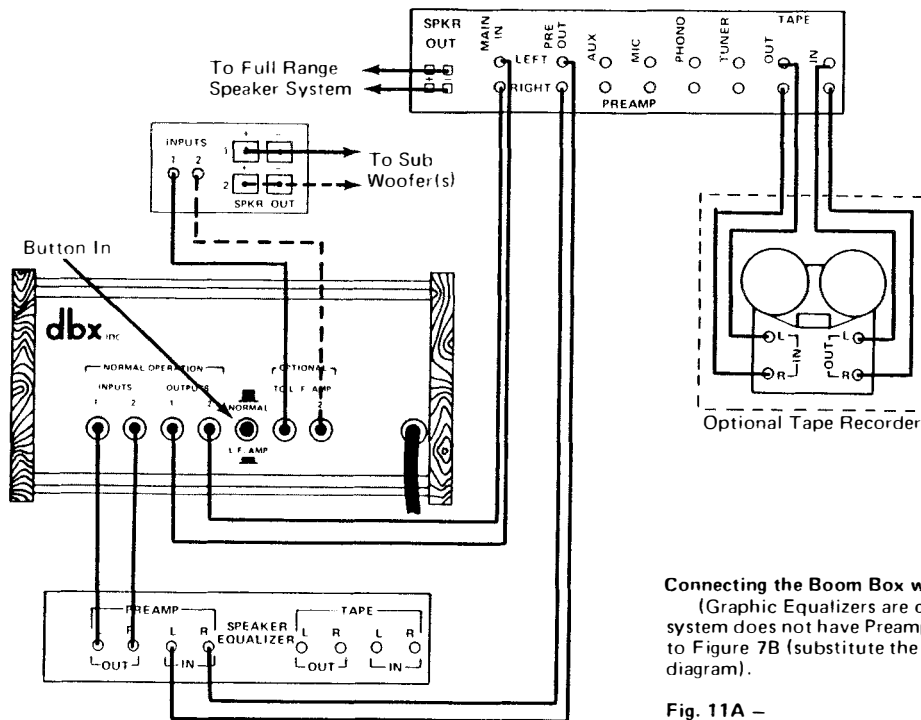 SPKR
OUT
MAIN
IN
PRE
OUT
AUX
MIC
PHONO
TUNER
TAPE
OUT
IN
LEFT
RIGHT
PREAMP
+ -
To Full Range
Speaker System
INPUTS
1 2
+ -
1
+ -
2
SPKR OUT
To Sub
Woofer(s)
Button In
dbx INC
NORMAL OPERATION
INPUTS OUTPUTS
1 2 1 2
NORMAL
L.F. AMP
OPTIONAL
TO L.F. AMP
2
L
IN
R
OUT
L
R
Optional Tape Recorder
PREAMP
L R L R
OUT IN
SPEAKER
EQUALIZER
TAPE
L R L R
OUT IN
Connecting the Boom Box
(Graphic Equalizers are
system does not have Preamp
to Figure 7B (substitute the
diagram).
Fig. 11A –